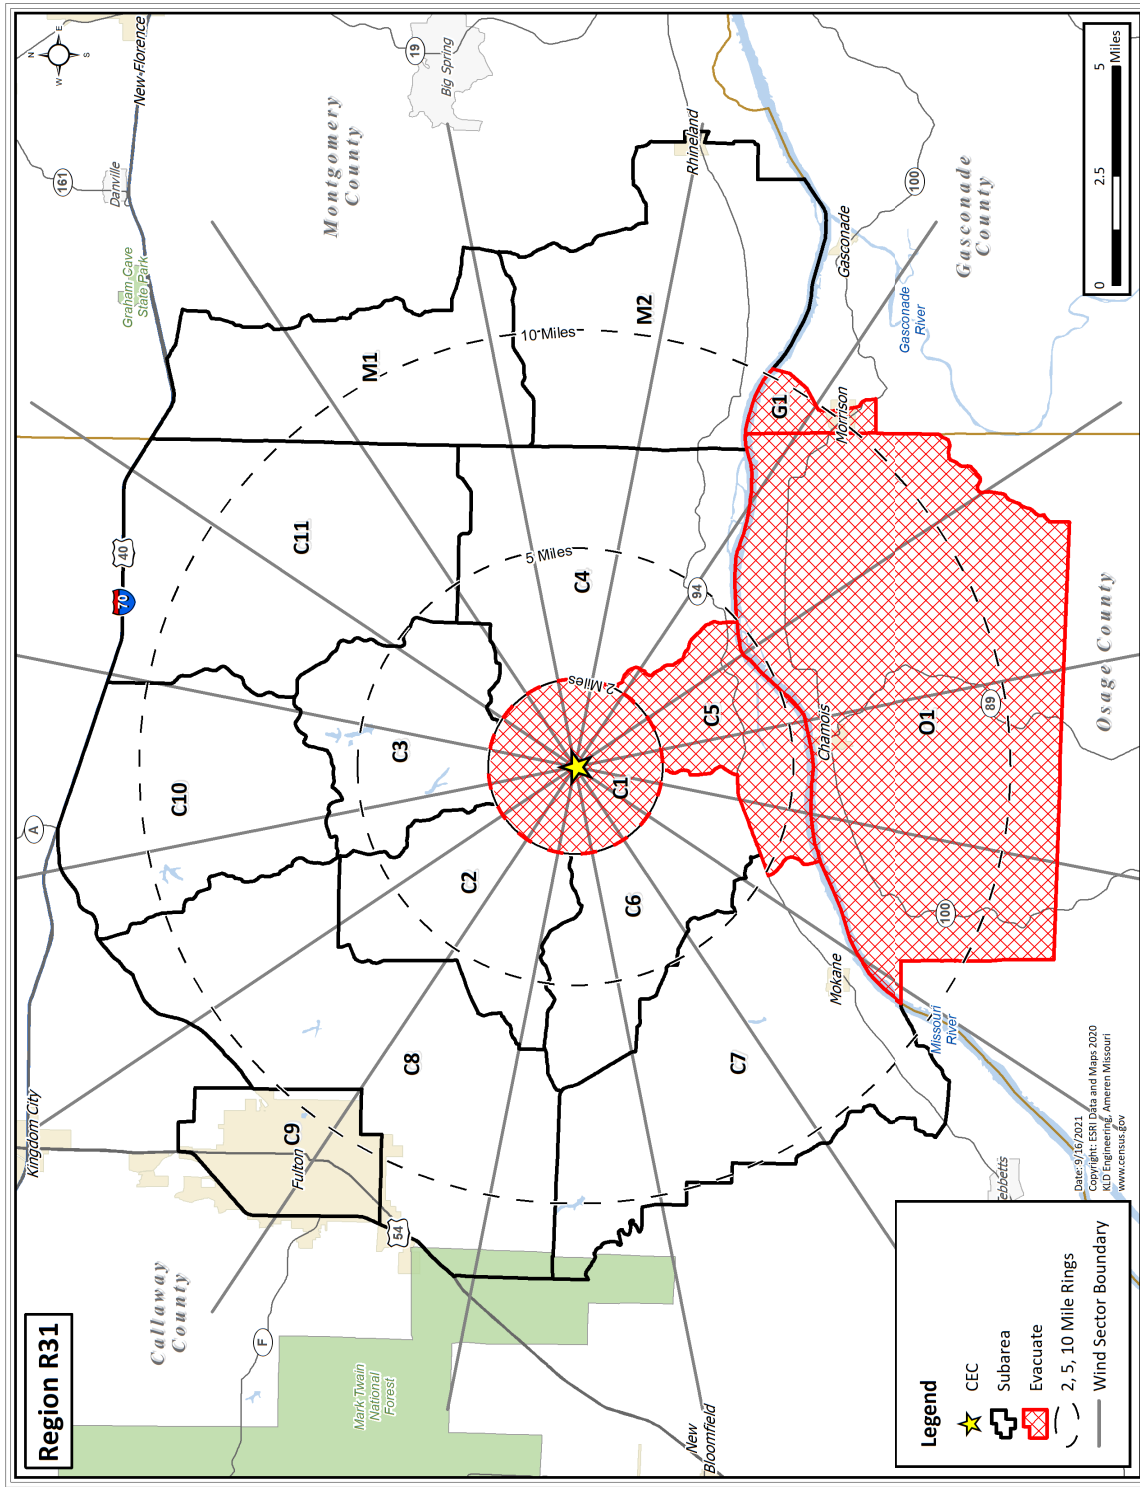 Region R31
Callaway
County
Montgomery
County
Gasconade
County
Osage County
Kingdom City
New Florence
Danville
Graham Cave
State Park
Big Spring
Rhineland
Gasconade
Gasconade
River
Morrison
Chamois
Mokane
Missouri
River
Tebbetts
Fulton
Mark Twain
National
Forest
New
Bloomfield
161
19
A
40
70
54
F
94
100
100
89
C1
C2
C3
C4
C5
C6
C7
C8
C9
C10
C11
M1
M2
G1
O1
2 Miles
5 Miles
10 Miles
N
E
S
W
0 2.5 5
Miles
Legend
CEC
Subarea
Evacuate
2, 5, 10 Mile Rings
Wind Sector Boundary
Date: 9/16/2021
Copyright: ESRI Data and Maps 2020
KLD Engineering, Ameren Missouri
www.census.gov